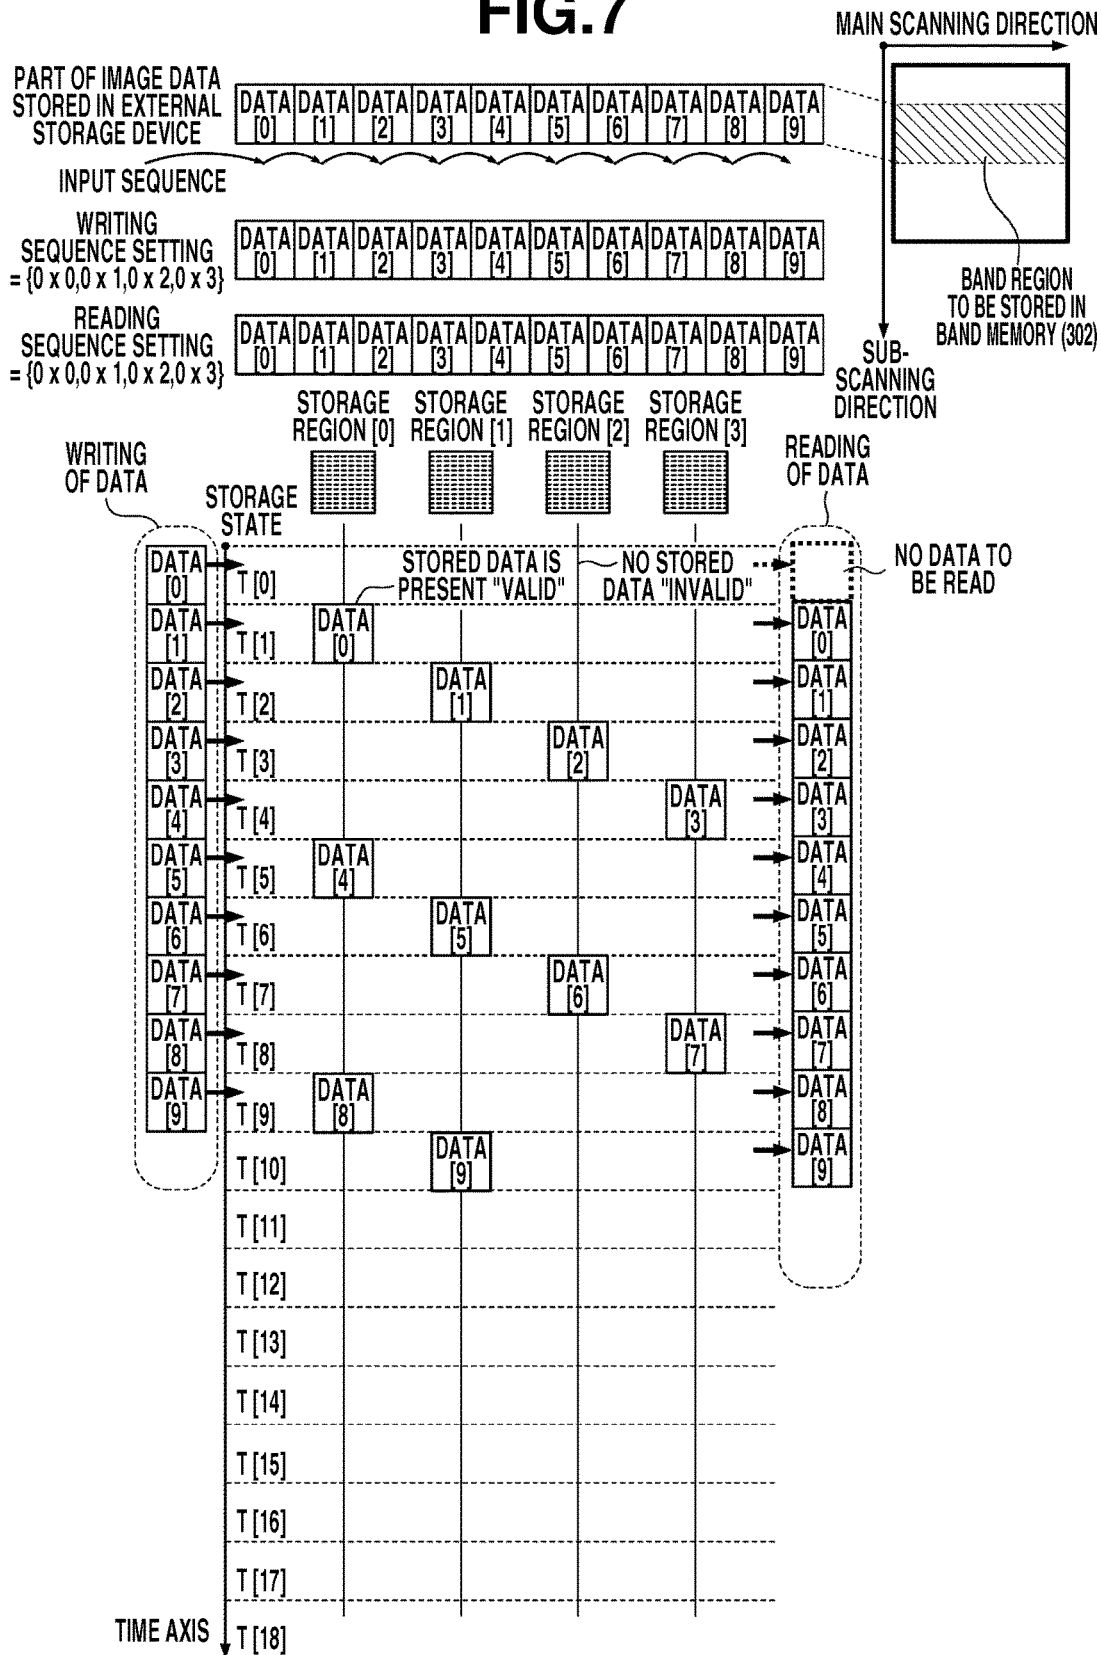 FIG.7
MAIN SCANNING DIRECTION
PART OF IMAGE DATA
STORED IN EXTERNAL
STORAGE DEVICE
DATA [0] DATA [1] DATA [2] DATA [3] DATA [4] DATA [5] DATA [6] DATA [7] DATA [8] DATA [9]
INPUT SEQUENCE
WRITING
SEQUENCE SETTING
= {0 x 0,0 x 1,0 x 2,0 x 3}
DATA [0] DATA [1] DATA [2] DATA [3] DATA [4] DATA [5] DATA [6] DATA [7] DATA [8] DATA [9]
BAND REGION
TO BE STORED IN
BAND MEMORY (302)
READING
SEQUENCE SETTING
= {0 x 0,0 x 1,0 x 2,0 x 3}
DATA [0] DATA [1] DATA [2] DATA [3] DATA [4] DATA [5] DATA [6] DATA [7] DATA [8] DATA [9]
SUB-
SCANNING
DIRECTION
STORAGE
REGION [0]
STORAGE
REGION [1]
STORAGE
REGION [2]
STORAGE
REGION [3]
WRITING
OF DATA
STORAGE
STATE
READING
OF DATA
STORED DATA IS
PRESENT "VALID"
NO STORED
DATA "INVALID"
NO DATA TO
BE READ
DATA [0] T [0]
DATA [1] T [1] DATA [0] DATA [0]
DATA [2] T [2] DATA [1] DATA [1]
DATA [3] T [3] DATA [2] DATA [2]
DATA [4] T [4] DATA [3] DATA [3]
DATA [5] T [5] DATA [4] DATA [4]
DATA [6] T [6] DATA [5] DATA [5]
DATA [7] T [7] DATA [6] DATA [6]
DATA [8] T [8] DATA [7] DATA [7]
DATA [9] T [9] DATA [8] DATA [8]
T [10] DATA [9] DATA [9]
T [11]
T [12]
T [13]
T [14]
T [15]
T [16]
T [17]
TIME AXIS T [18]